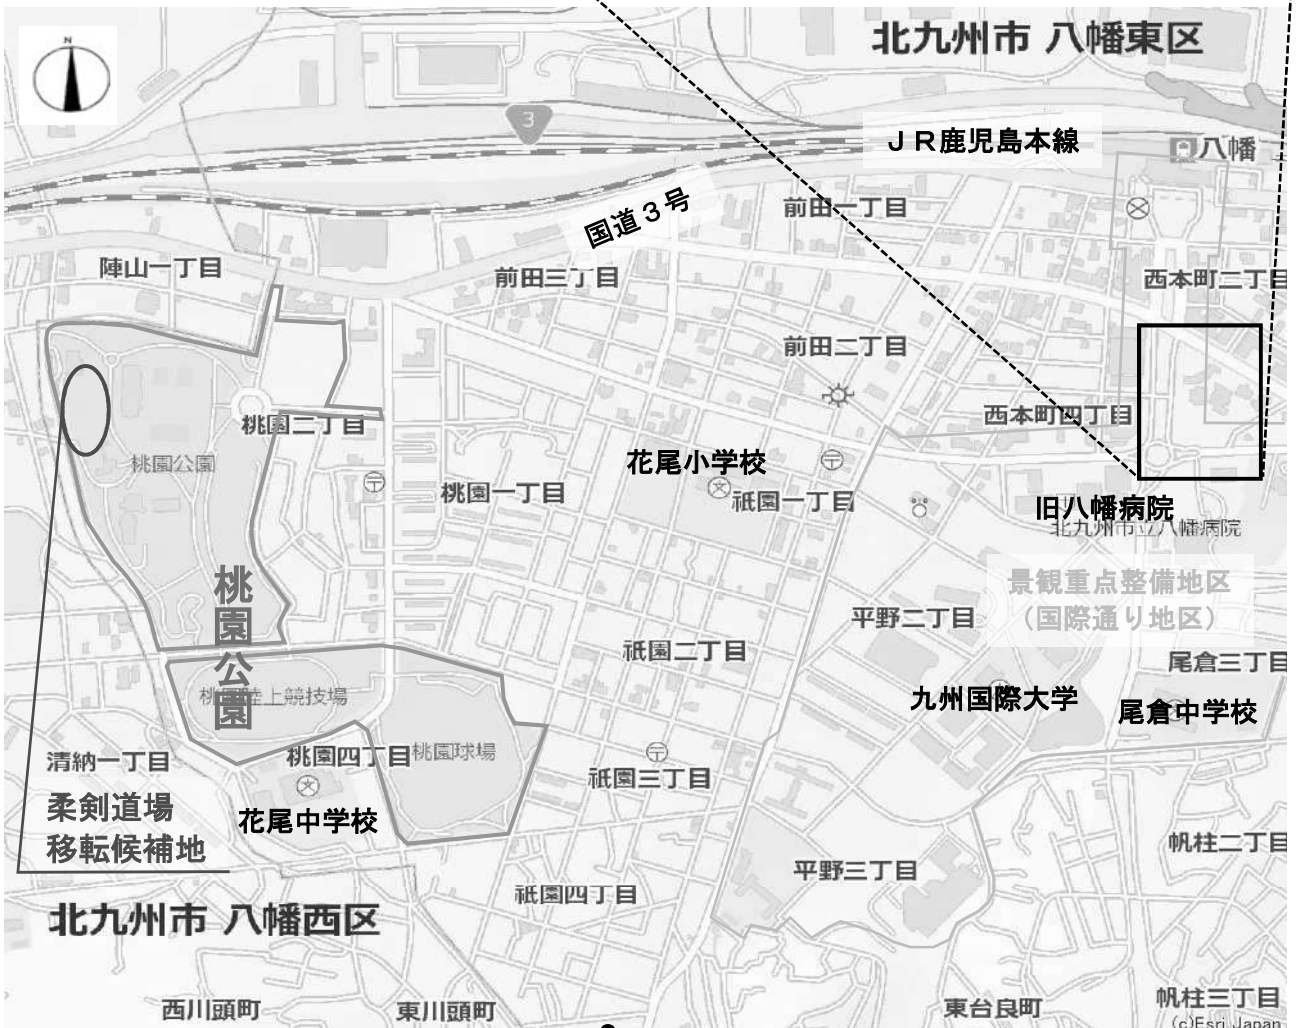 北九州市 八幡東区
N
3
ＪＲ鹿児島本線
八幡
国道３号
前田一丁目
陣山一丁目
前田三丁目
西本町二丁目
前田二丁目
桃園二丁目
西本町四丁目
桃園公園
花尾小学校
桃園一丁目
祇園一丁目
旧八幡病院
北九州市立八幡病院
景観重点整備地区
（国際通り地区）
桃園公園
平野二丁目
祇園二丁目
尾倉三丁目
桃園陸上競技場
九州国際大学
尾倉中学校
清納一丁目
桃園四丁目
桃園球場
祇園三丁目
柔剣道場
移転候補地
花尾中学校
帆柱二丁目
平野三丁目
祇園四丁目
北九州市 八幡西区
西川頭町
東川頭町
東台良町
帆柱三丁目
(c)Esri Japan